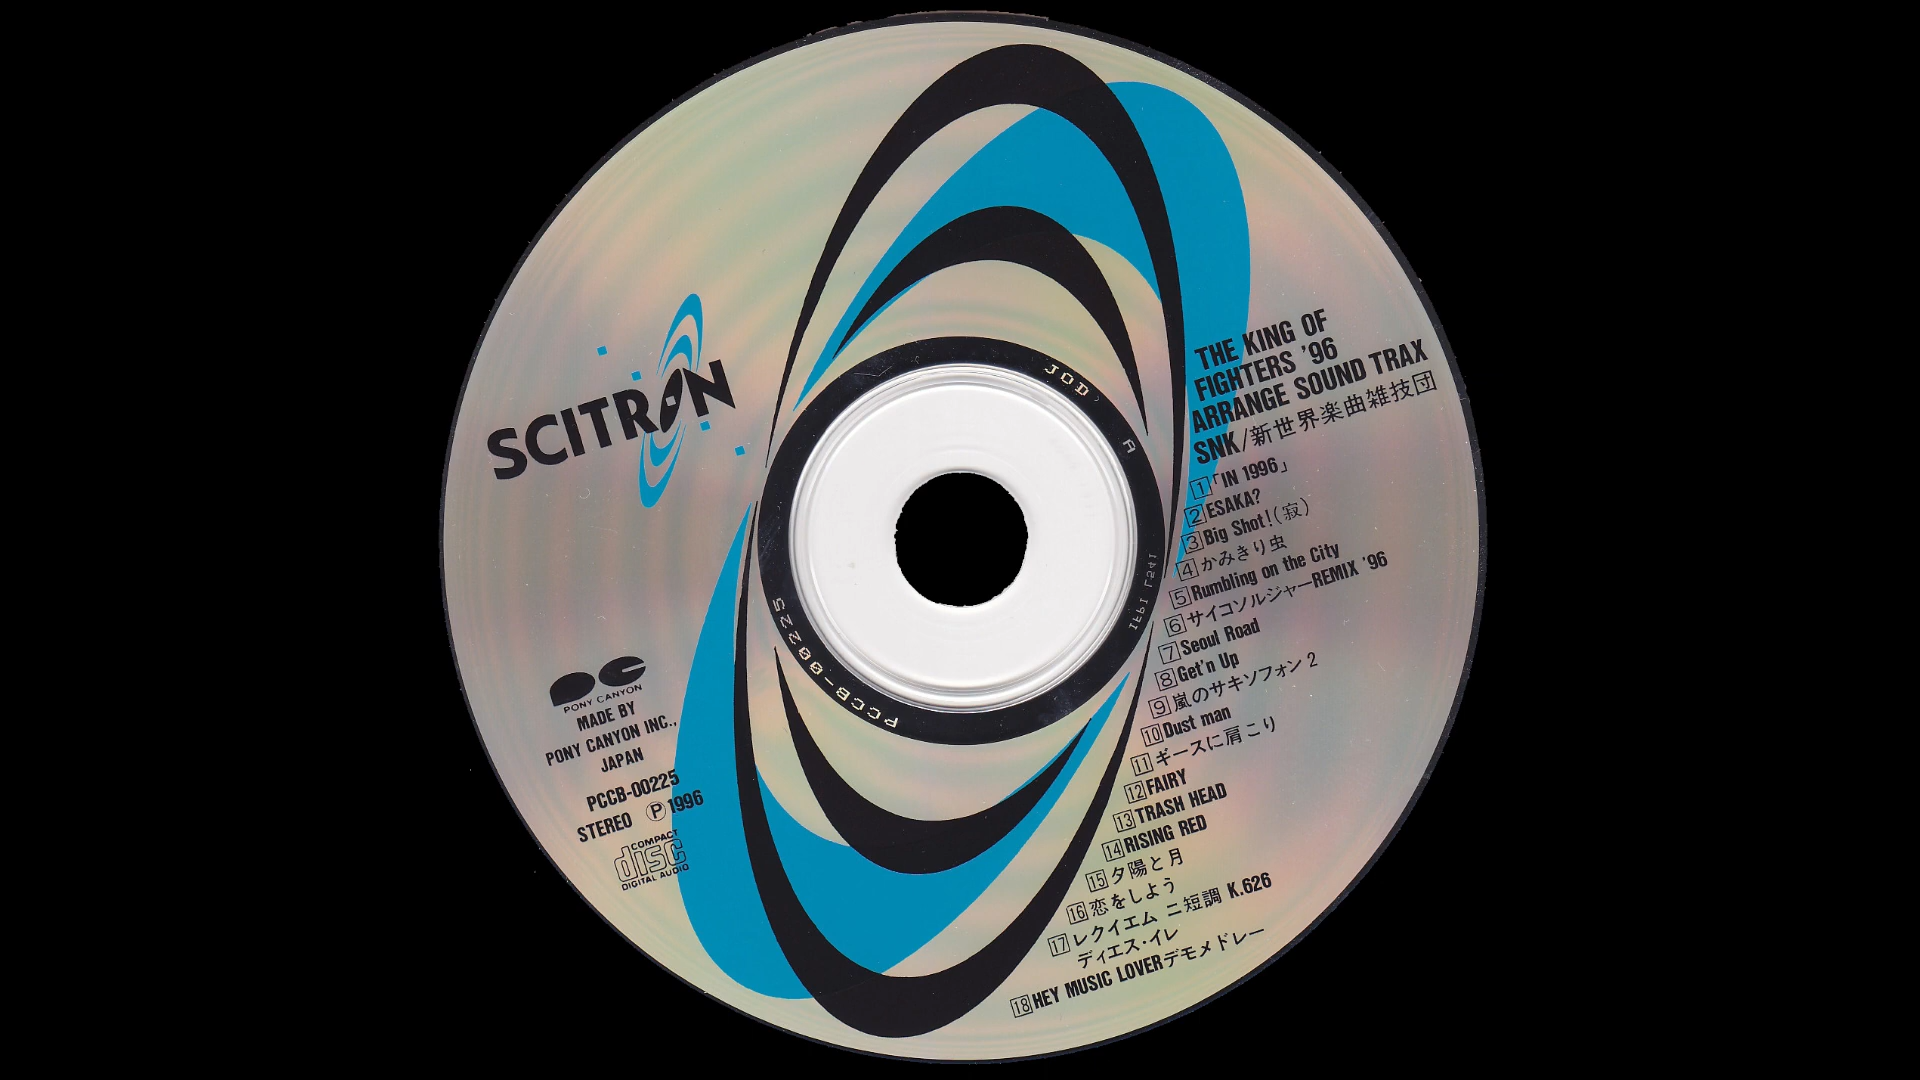 SCITRON
THE KING OF
FIGHTERS '96
ARRANGE SOUND TRAX
SNK/新世界楽曲雑技団
1「IN 1996」
2 ESAKA?
3 Big Shot!(寂)
4 かみきり虫
5 Rumbling on the City
6 サイコソルジャーREMIX '96
7 Seoul Road
8 Get'n Up
9 嵐のサキソフォン2
10 Dust man
11 ギースに肩こり
12 FAIRY
13 TRASH HEAD
14 RISING RED
15 夕陽と月
16 恋をしよう
17 レクイエム ニ短調 K.626
ディエス・イレ
18 HEY MUSIC LOVERデモメドレー
PONY CANYON
MADE BY
PONY CANYON INC.,
JAPAN
PCCB-00225
STEREO Ⓟ1996
COMPACT
disc
DIGITAL AUDIO
JOD
A
PCCB-00225